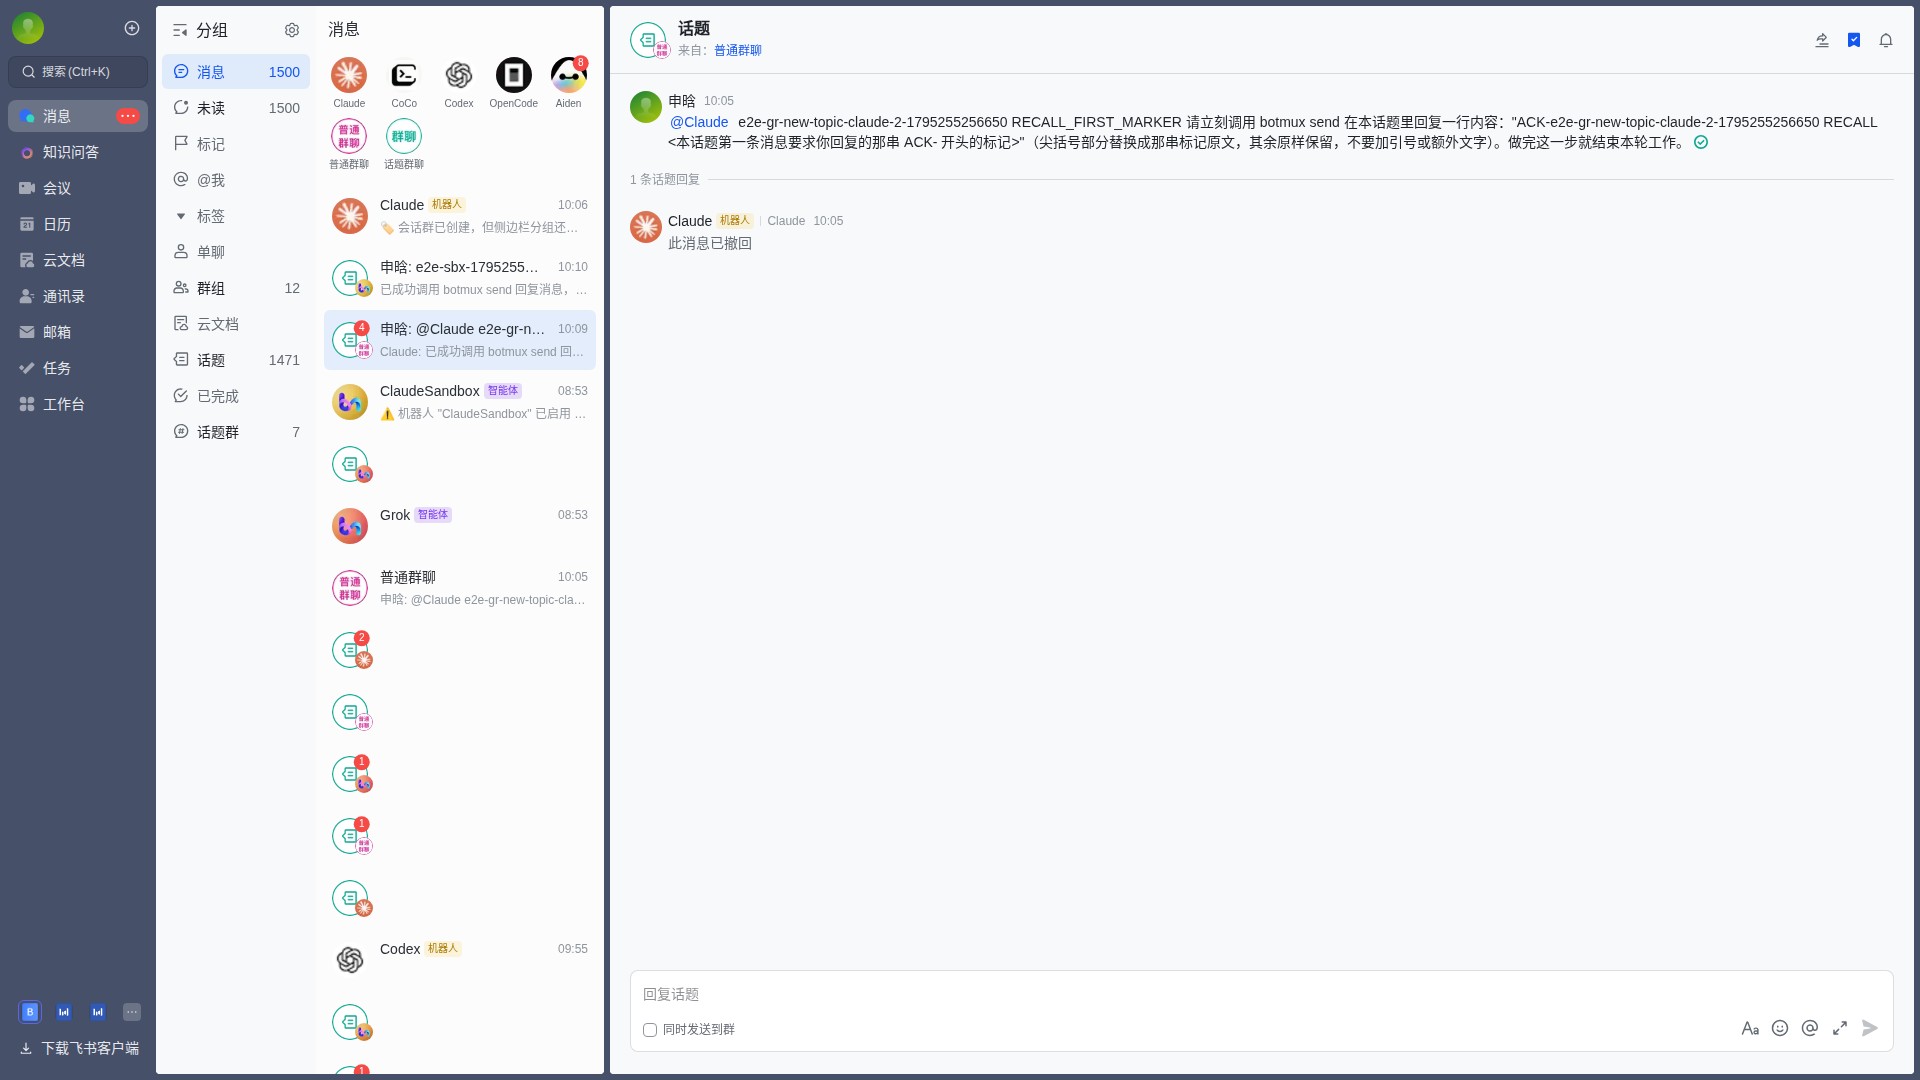 搜索 (Ctrl+K)
消息
知识问答
会议
日历
云文档
通讯录
邮箱
任务
工作台
下载飞书客户端
分组
消息 1500
未读 1500
标记
@我
标签
单聊
群组 12
云文档
话题 1471
已完成
话题群 7
消息
8
Claude CoCo Codex OpenCode Aiden
普通
群聊
群聊
普通群聊 话题群聊
Claude 机器人 10:06
🏷️ 会话群已创建，但侧边栏分组还…
申晗: e2e-sbx-1795255… 10:10
已成功调用 botmux send 回复消息，…
4
申晗: @Claude e2e-gr-n… 10:09
Claude: 已成功调用 botmux send 回…
ClaudeSandbox 智能体 08:53
⚠️ 机器人 "ClaudeSandbox" 已启用 …
Grok 智能体 08:53
普通
群聊
普通群聊 10:05
申晗: @Claude e2e-gr-new-topic-cla…
2
1
1
Codex 机器人 09:55
1
话题
来自：普通群聊
申晗 10:05
@Claude e2e-gr-new-topic-claude-2-1795255256650 RECALL_FIRST_MARKER 请立刻调用 botmux send 在本话题里回复一行内容："ACK-e2e-gr-new-topic-claude-2-1795255256650 RECALL
<本话题第一条消息要求你回复的那串 ACK- 开头的标记>"（尖括号部分替换成那串标记原文，其余原样保留，不要加引号或额外文字）。做完这一步就结束本轮工作。
1 条话题回复
Claude 机器人 | Claude 10:05
此消息已撤回
回复话题
同时发送到群